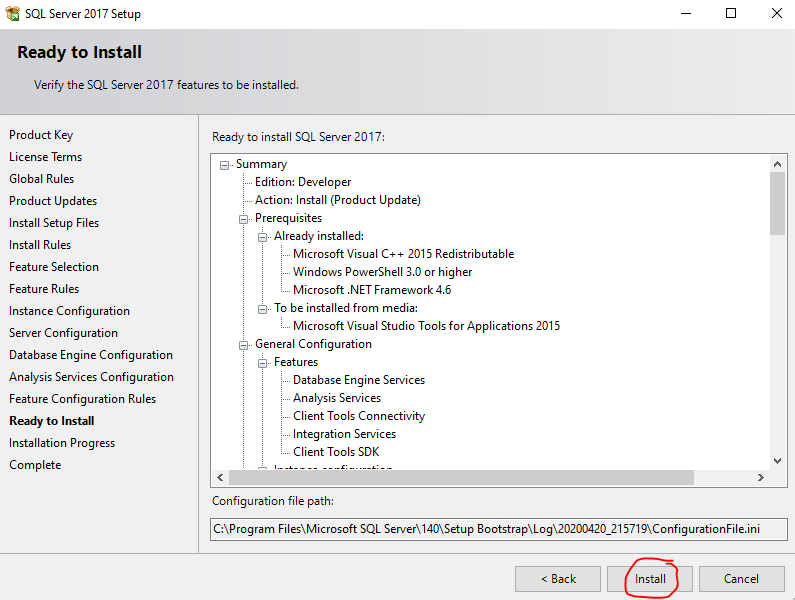 SQL Server 2017 Setup
Ready to Install
Verify the SQL Server 2017 features to be installed.
Product Key
License Terms
Global Rules
Product Updates
Install Setup Files
Install Rules
Feature Selection
Feature Rules
Instance Configuration
Server Configuration
Database Engine Configuration
Analysis Services Configuration
Feature Configuration Rules
Ready to Install
Installation Progress
Complete
Ready to install SQL Server 2017:
Summary
Edition: Developer
Action: Install (Product Update)
Prerequisites
Already installed:
Microsoft Visual C++ 2015 Redistributable
Windows PowerShell 3.0 or higher
Microsoft .NET Framework 4.6
To be installed from media:
Microsoft Visual Studio Tools for Applications 2015
General Configuration
Features
Database Engine Services
Analysis Services
Client Tools Connectivity
Integration Services
Client Tools SDK
Instance configuration
Configuration file path:
C:\Program Files\Microsoft SQL Server\140\Setup Bootstrap\Log\20200420_215719\ConfigurationFile.ini
< Back
Install
Cancel